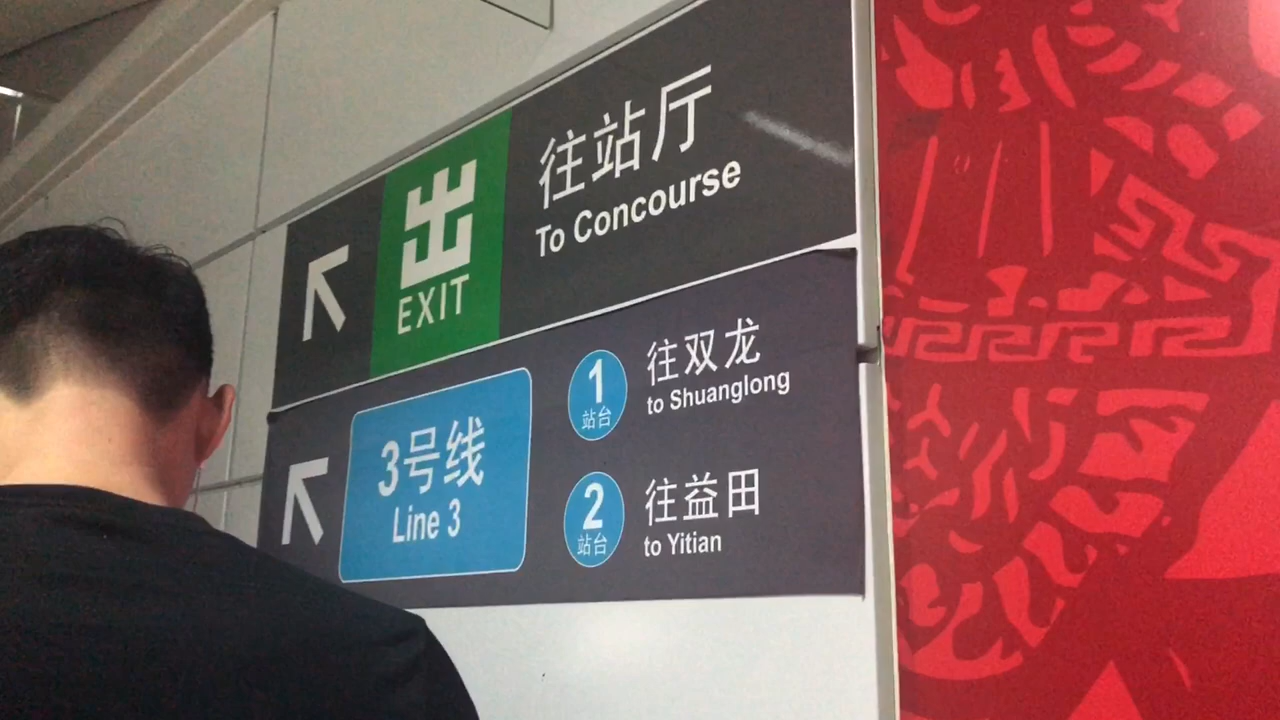 出
EXIT
往站厅
To Concourse
3号线
Line 3
1
站台
往双龙
to Shuanglong
2
站台
往益田
to Yitian